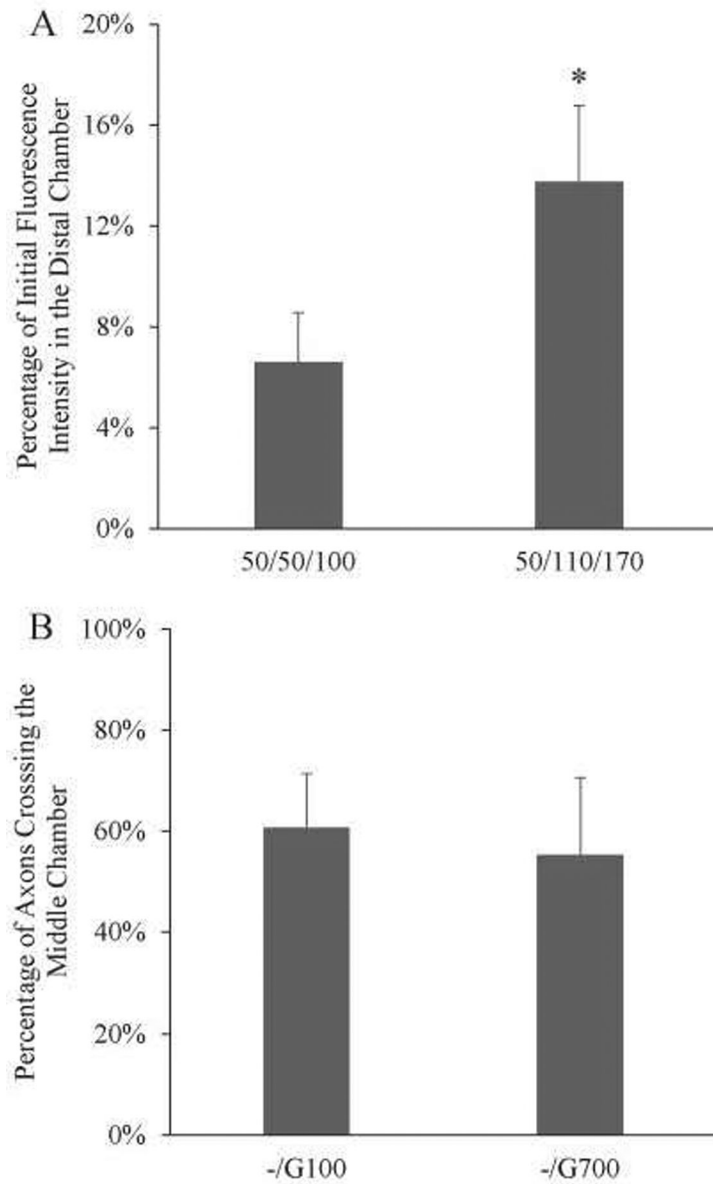 A
20%
16%
12%
8%
4%
0%
Percentage of Initial Fluorescence
Intensity in the Distal Chamber
*
50/50/100
50/110/170
B
100%
80%
60%
40%
20%
0%
Percentage of Axons Crosssing the
Middle Chamber
-/G100
-/G700